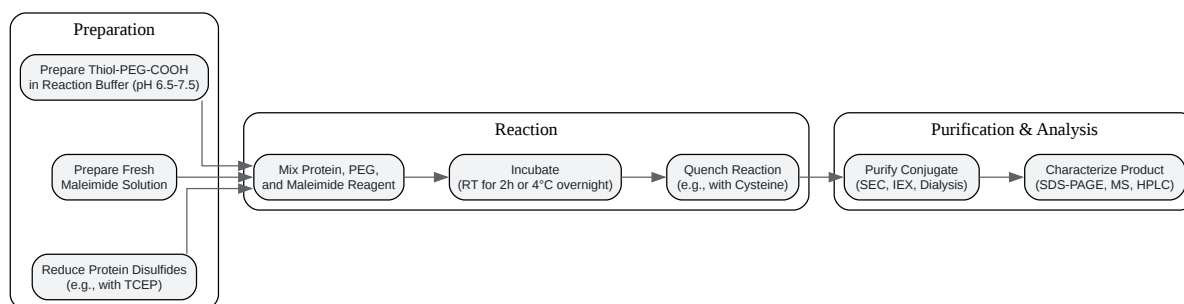 Preparation
Prepare Thiol-PEG-COOH
in Reaction Buffer (pH 6.5-7.5)
Prepare Fresh
Maleimide Solution
Reduce Protein Disulfides
(e.g., with TCEP)
Reaction
Mix Protein, PEG,
and Maleimide Reagent
Incubate
(RT for 2h or 4°C overnight)
Quench Reaction
(e.g., with Cysteine)
Purification & Analysis
Purify Conjugate
(SEC, IEX, Dialysis)
Characterize Product
(SDS-PAGE, MS, HPLC)